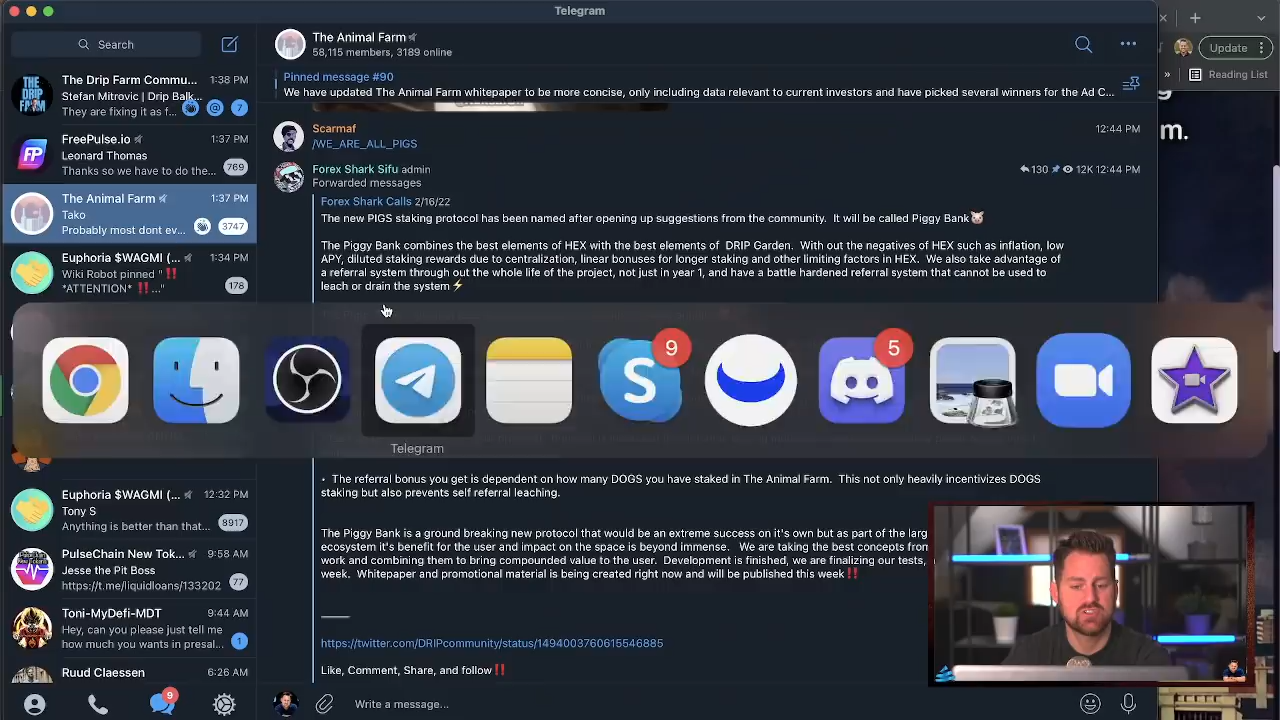 Telegram
Search
The Drip Farm Commu... 1:38 PM
Stefan Mitrovic | Drip Balk...
They are fixing it as f... @ 7
FreePulse.io 1:37 PM
Leonard Thomas
Thanks so we have to do the... 769
The Animal Farm 1:37 PM
Tako
Probably most dont ev... 3747
Euphoria $WAGMI (... 1:34 PM
Wiki Robot pinned "‼️
*ATTENTION* ‼️..." 178
Euphoria $WAGMI (... 12:32 PM
Tony S
Anything is better than that... 8917
PulseChain New Tok... 9:58 AM
Jesse the Pit Boss
https://t.me/liquidloans/133202 77
Toni-MyDefi-MDT 9:44 AM
Hey, can you please just tell me
how much you wants in presal... 1
Ruud Claessen 6:26 AM
9
The Animal Farm
58,115 members, 3189 online
Pinned message #90
We have updated The Animal Farm whitepaper to be more concise, only including data relevant to current investors and have picked several winners for the Ad C...
Scarmaf 12:44 PM
/WE_ARE_ALL_PIGS
Forex Shark Sifu admin 130 12K 12:44 PM
Forwarded messages
Forex Shark Calls 2/16/22
The new PIGS staking protocol has been named after opening up suggestions from the community. It will be called Piggy Bank🐷
The Piggy Bank combines the best elements of HEX with the best elements of DRIP Garden. With out the negatives of HEX such as inflation, low
APY, diluted staking rewards due to centralization, linear bonuses for longer staking and other limiting factors in HEX. We also take advantage of
a referral system through out the whole life of the project, not just in year 1, and have a battle hardened referral system that cannot be used to
leach or drain the system⚡
9
5
Telegram
• The referral bonus you get is dependent on how many DOGS you have staked in The Animal Farm. This not only heavily incentivizes DOGS
staking but also prevents self referral leaching.
The Piggy Bank is a ground breaking new protocol that would be an extreme success on it's own but as part of the larg
ecosystem it's benefit for the user and impact on the space is beyond immense. We are taking the best concepts from
work and combining them to bring compounded value to the user. Development is finished, we are finalizing our tests,
week. Whitepaper and promotional material is being created right now and will be published this week‼️
https://twitter.com/DRIPcommunity/status/1494003760615546885
Like, Comment, Share, and follow‼️
Write a message...
Update
» Reading List
m.